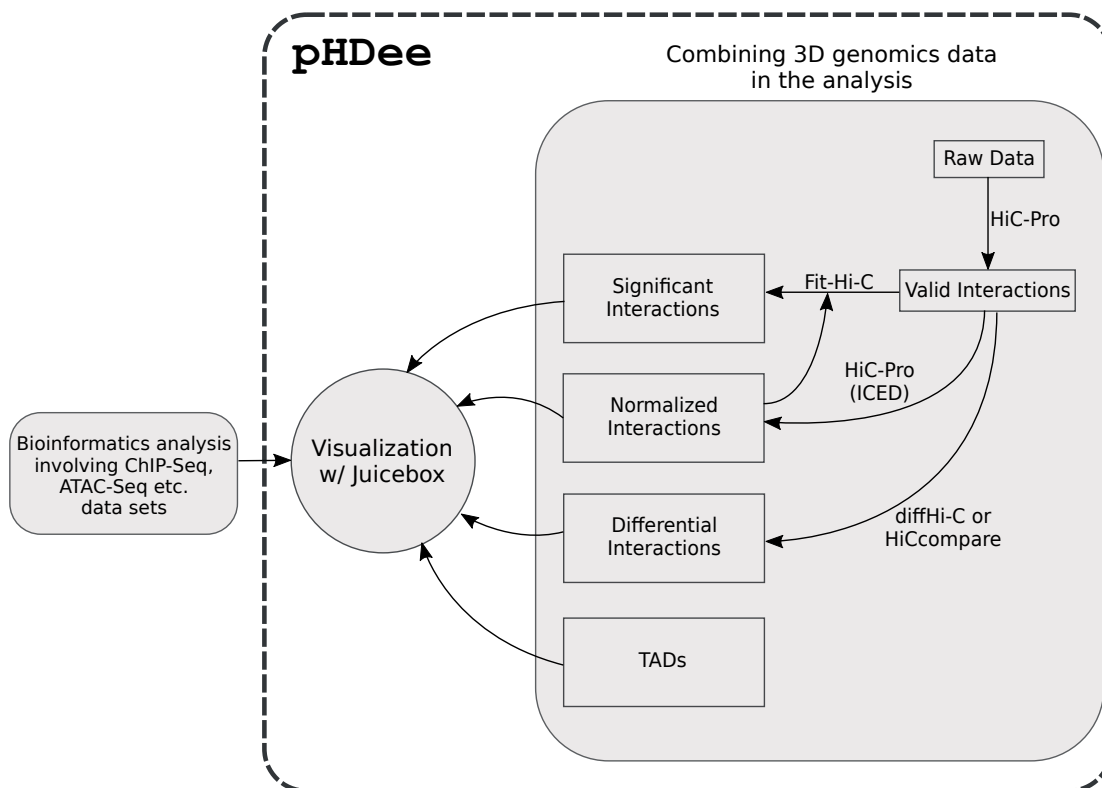 pHDee
Combining 3D genomics data
in the analysis
Raw Data
HiC-Pro
Valid Interactions
Fit-Hi-C
Significant
Interactions
HiC-Pro
(ICED)
Normalized
Interactions
diffHi-C or
HiCcompare
Differential
Interactions
TADs
Visualization
w/ Juicebox
Bioinformatics analysis
involving ChIP-Seq,
ATAC-Seq etc.
data sets